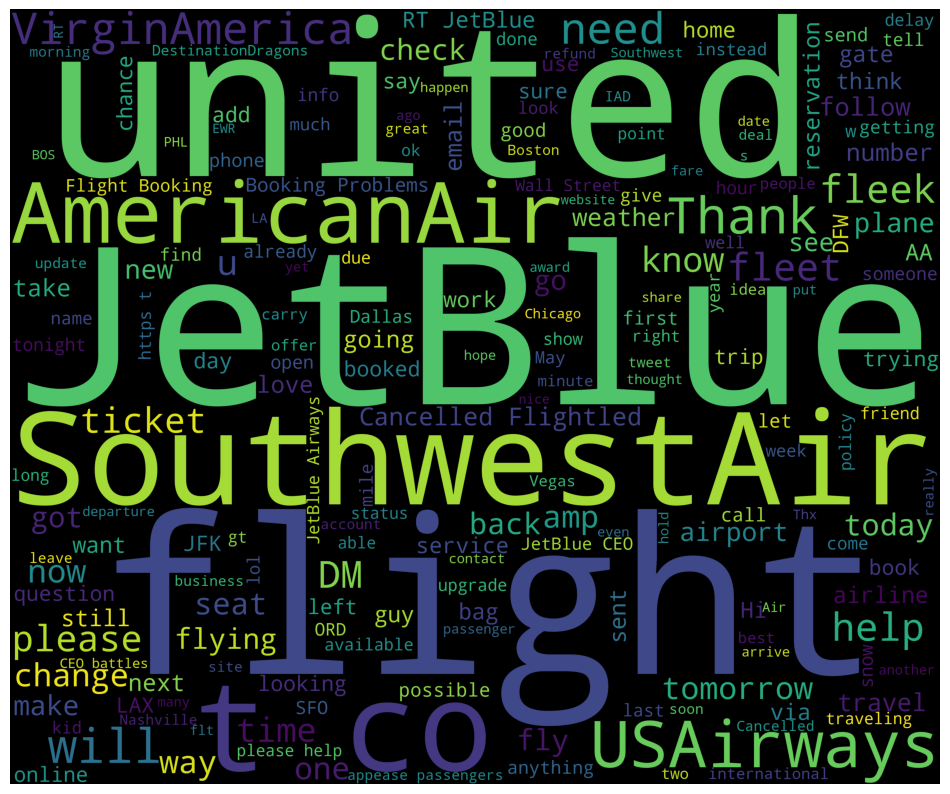 VirginAmerica RT JetBlue need home send delay tell
RT morning DestinationDragons done check refund Southwest instead gate
united
chance say happen use sure think
info add ago look IAD email follow reservation
BOS PHL EWR much great good point date deal w getting
phone ok Boston s number
Flight Booking Booking Problems Wall Street fare hour people fleek
AmericanAir LA website give weather Thank plane
find already due well see DFW AA
update new u yet award know fleet someone
take go year idea put
JetBlue
name https t carry Dallas work Chicago share first right
tonight day offer going show trip trying
open booked hope May tweet
love minute thought
nice
ticket Cancelled Flightled let friend
SouthwestAir
long JetBlue Airways mile Vegas week policy really
got departure account status back amp call Thx today
flight
want JFK gt able service JetBlue CEO even hold airport come
leave now business lol contact upgrade book
question seat DM left bag sent Hi Air airline help
still guy passenger
please flying ORD available best snow
CEO battles site arrive another
change next looking possible tomorrow
t co
make LAX many SFO last soon via travel
kid Nashville time fly Cancelled traveling
will flt please help USAirways
way one anything
online appease passengers two international